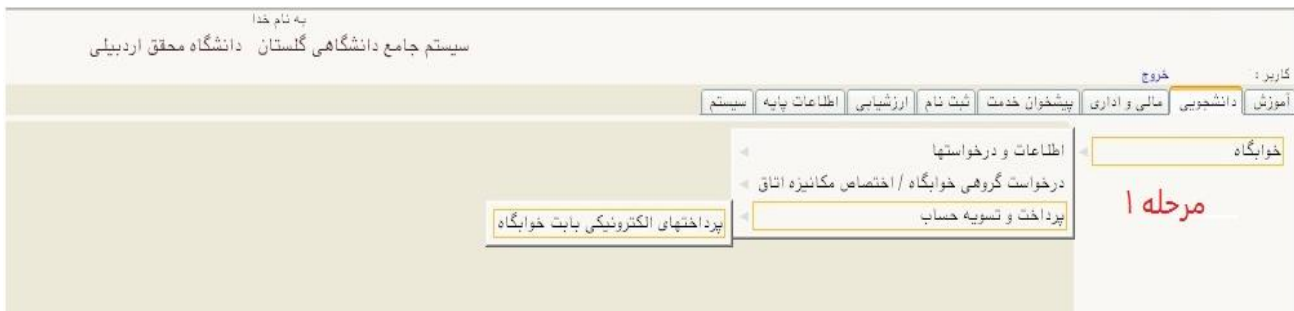 به نام خدا
سیستم جامع دانشگاهی گلستان دانشگاه محقق اردبیلی
کاربر : خروج
آموزش دانشجویی مالی و اداری پیشخوان خدمت ثبت نام ارزشیابی اطلاعات پایه سیستم
خوابگاه
اطلاعات و درخواستها
درخواست گروهی خوابگاه / اختصاص مکانیزه اتاق
پرداخت و تسویه حساب
پرداختهای الکترونیکی بابت خوابگاه
مرحله ۱